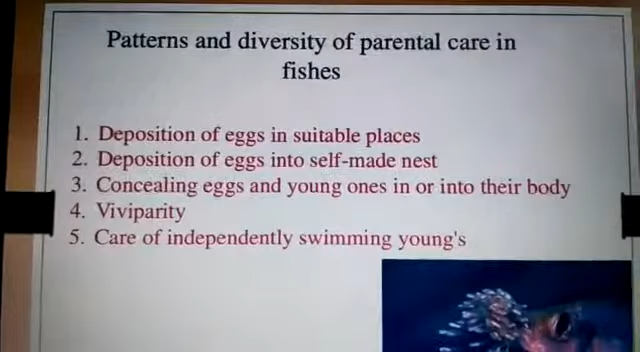 Patterns and diversity of parental care in
fishes
1. Deposition of eggs in suitable places
2. Deposition of eggs into self-made nest
3. Concealing eggs and young ones in or into their body
4. Viviparity
5. Care of independently swimming young's